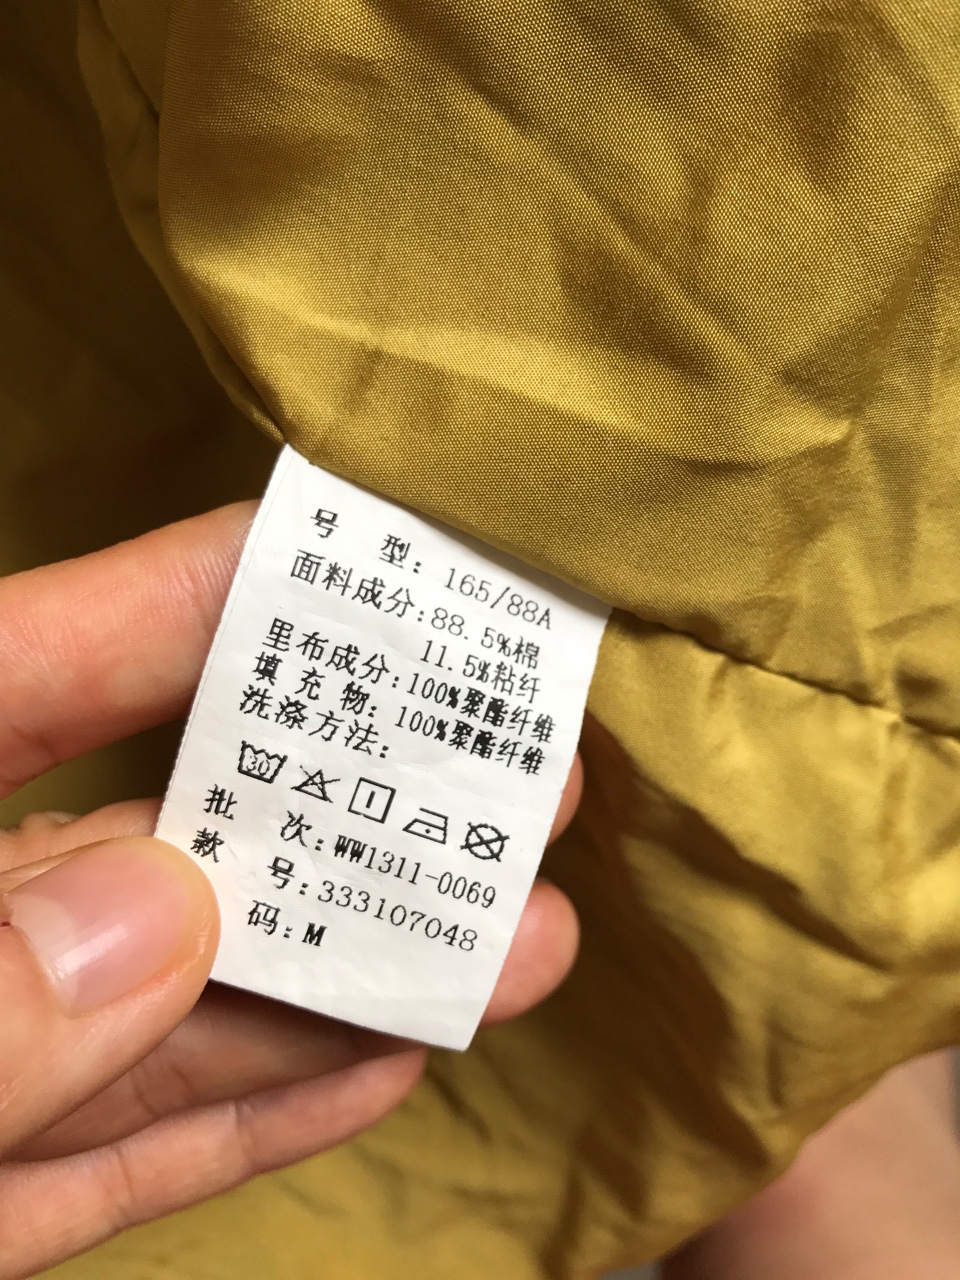 号 型: 165/88A
面料成分:88.5%棉
11.5%粘纤
里布成分:100%聚酯纤维
填 充 物: 100%聚酯纤维
洗涤方法:
30
批 次: WW1311-0069
款 号: 333107048
码: M